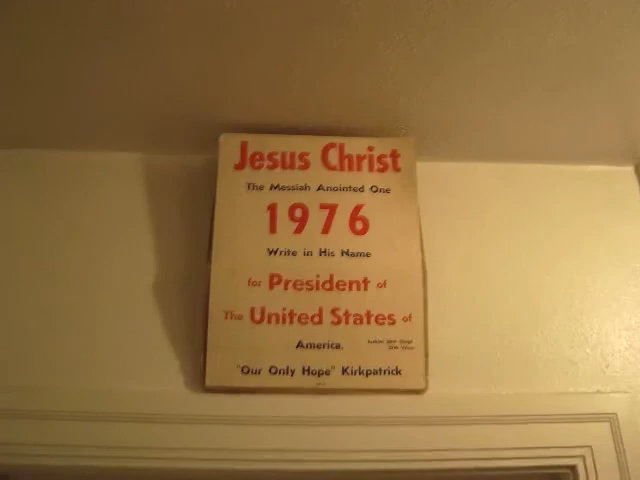 Jesus Christ
The Messiah Anointed One
1976
Write in His Name
for President of
The United States of
America.
"Our Only Hope" Kirkpatrick